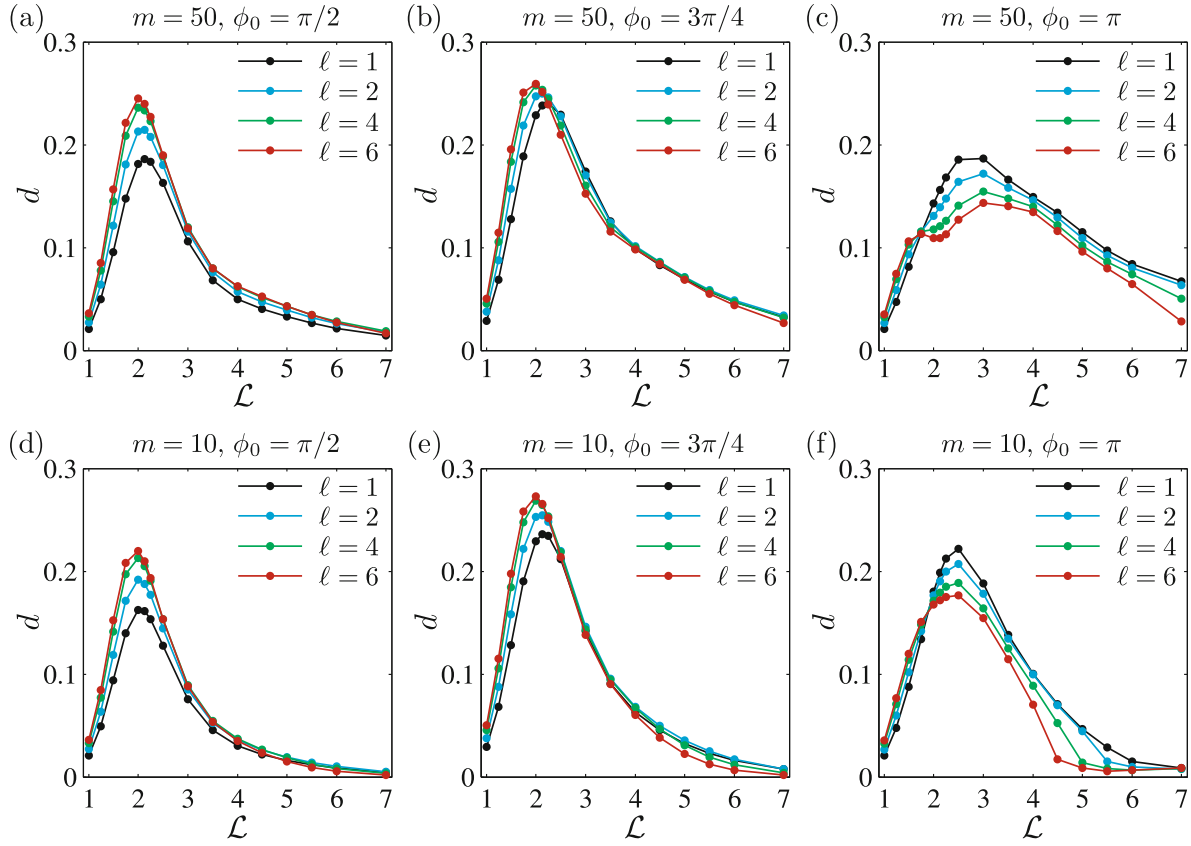 (a) m = 50, ϕ₀ = π/2
0.3
0.2
0.1
0
d
ℓ = 1
ℓ = 2
ℓ = 4
ℓ = 6
1 2 3 4 5 6 7
ℒ
(b) m = 50, ϕ₀ = 3π/4
0.3
0.2
0.1
0
d
ℓ = 1
ℓ = 2
ℓ = 4
ℓ = 6
1 2 3 4 5 6 7
ℒ
(c) m = 50, ϕ₀ = π
0.3
0.2
0.1
0
d
ℓ = 1
ℓ = 2
ℓ = 4
ℓ = 6
1 2 3 4 5 6 7
ℒ
(d) m = 10, ϕ₀ = π/2
0.3
0.2
0.1
0
d
ℓ = 1
ℓ = 2
ℓ = 4
ℓ = 6
1 2 3 4 5 6 7
ℒ
(e) m = 10, ϕ₀ = 3π/4
0.3
0.2
0.1
0
d
ℓ = 1
ℓ = 2
ℓ = 4
ℓ = 6
1 2 3 4 5 6 7
ℒ
(f) m = 10, ϕ₀ = π
0.3
0.2
0.1
0
d
ℓ = 1
ℓ = 2
ℓ = 4
ℓ = 6
1 2 3 4 5 6 7
ℒ